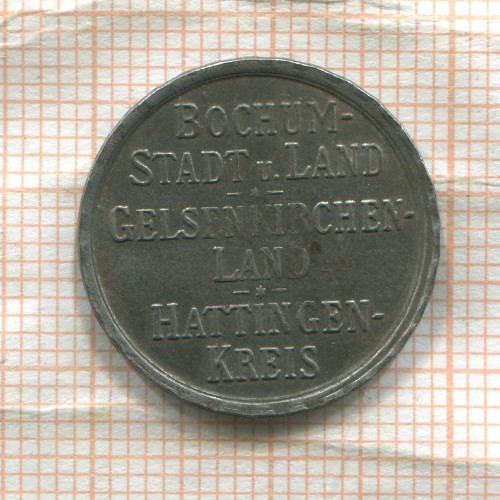 BOCHUM-
STADT u. LAND
GELSENKIRCHEN-
LAND
HATTINGEN-
KREIS